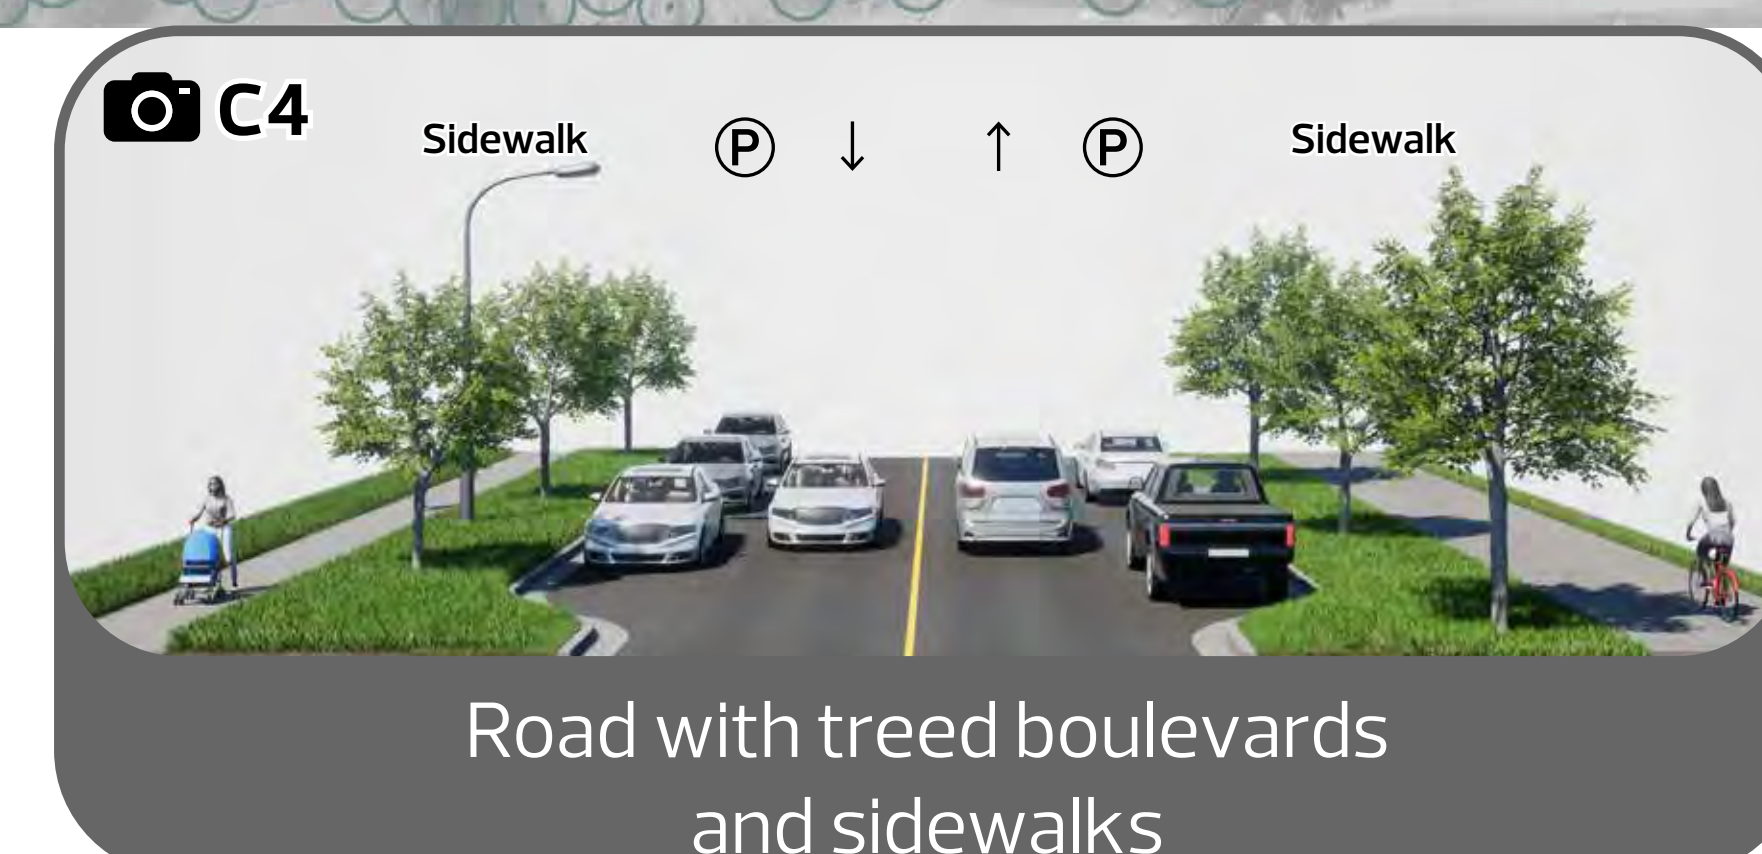 C4
Sidewalk P ↓ ↑ P Sidewalk
Road with treed boulevards
and sidewalks